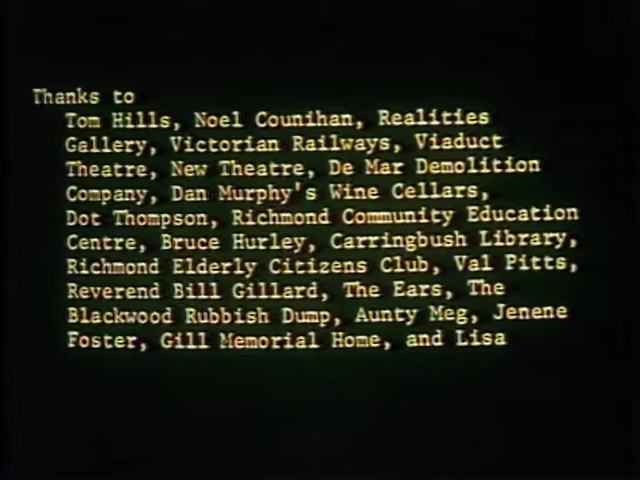 Thanks to
Tom Hills, Noel Counihan, Realities
Gallery, Victorian Railways, Viaduct
Theatre, New Theatre, De Mar Demolition
Company, Dan Murphy's Wine Cellars,
Dot Thompson, Richmond Community Education
Centre, Bruce Hurley, Carringbush Library,
Richmond Elderly Citizens Club, Val Pitts,
Reverend Bill Gillard, The Ears, The
Blackwood Rubbish Dump, Aunty Meg, Jenene
Foster, Gill Memorial Home, and Lisa